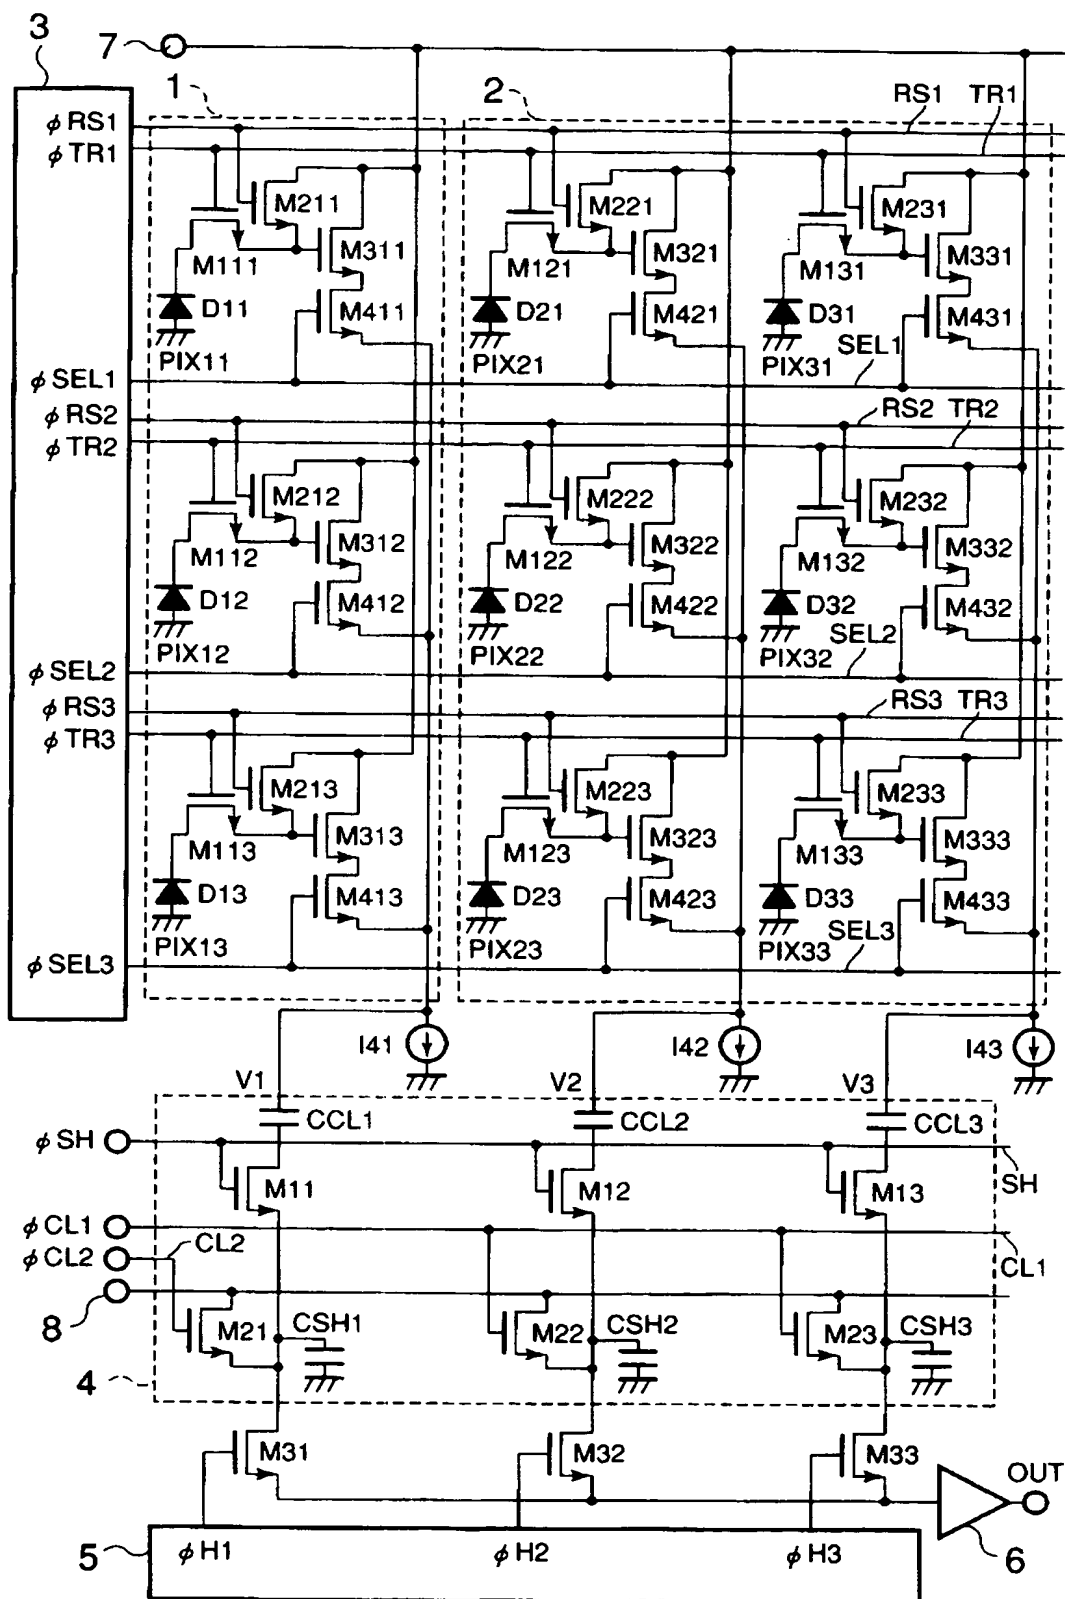 3
7
1
2
RS1
TR1
φRS1
φTR1
M211
M221
M231
M311
M321
M331
M111
M121
M131
D11
M411
D21
M421
D31
M431
PIX11
PIX21
PIX31
SEL1
φSEL1
φRS2
φTR2
RS2
TR2
M212
M222
M232
M312
M322
M332
M112
M122
M132
D12
M412
D22
M422
D32
M432
PIX12
PIX22
PIX32
SEL2
φSEL2
φRS3
φTR3
RS3
TR3
M213
M223
M233
M313
M323
M333
M113
M123
M133
D13
M413
D23
M423
D33
M433
PIX13
PIX23
PIX33
SEL3
φSEL3
I41
I42
I43
V1
V2
V3
CCL1
CCL2
CCL3
φSH
SH
M11
M12
M13
φCL1
CL1
φCL2
CL2
8
M21
CSH1
M22
CSH2
M23
CSH3
4
M31
M32
M33
OUT
6
5
φH1
φH2
φH3